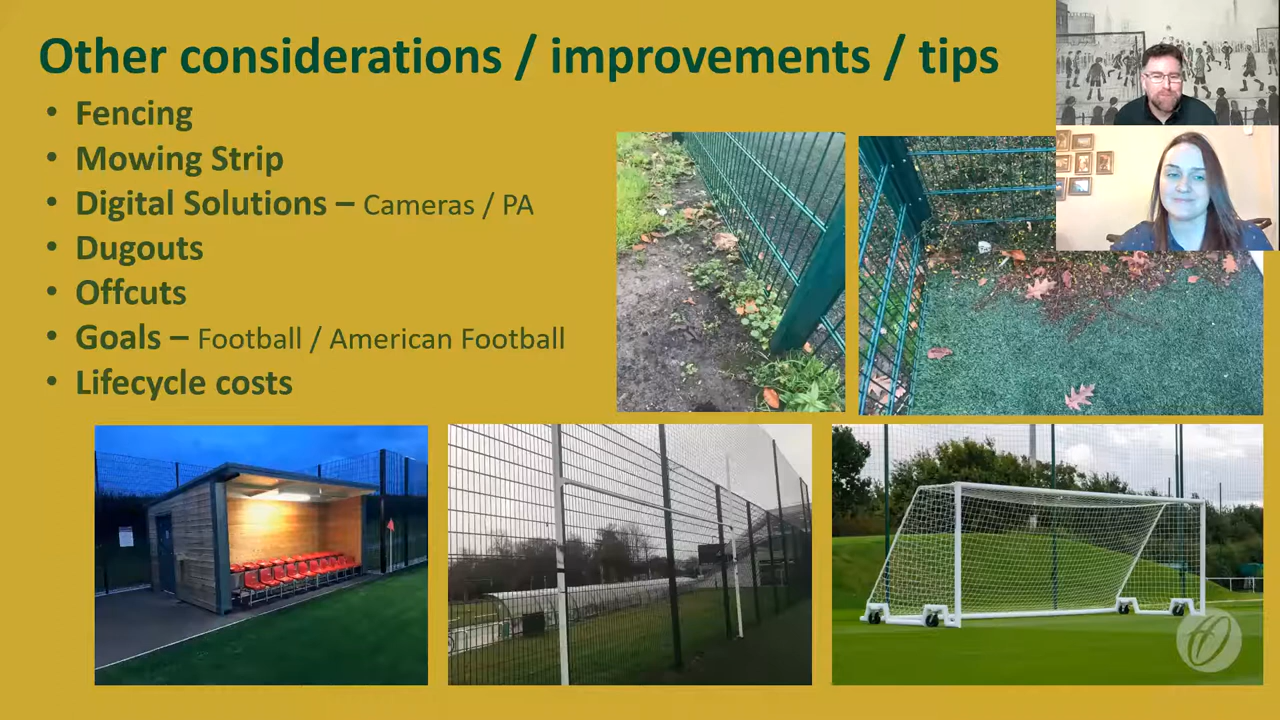 Other considerations / improvements / tips
• Fencing
• Mowing Strip
• Digital Solutions – Cameras / PA
• Dugouts
• Offcuts
• Goals – Football / American Football
• Lifecycle costs